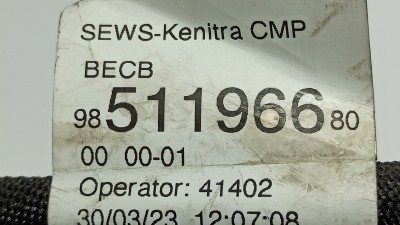 SEWS-Kenitra CMP
BECB
98 511966 80
00 00-01
Operator: 41402
30/03/23 12:07:08